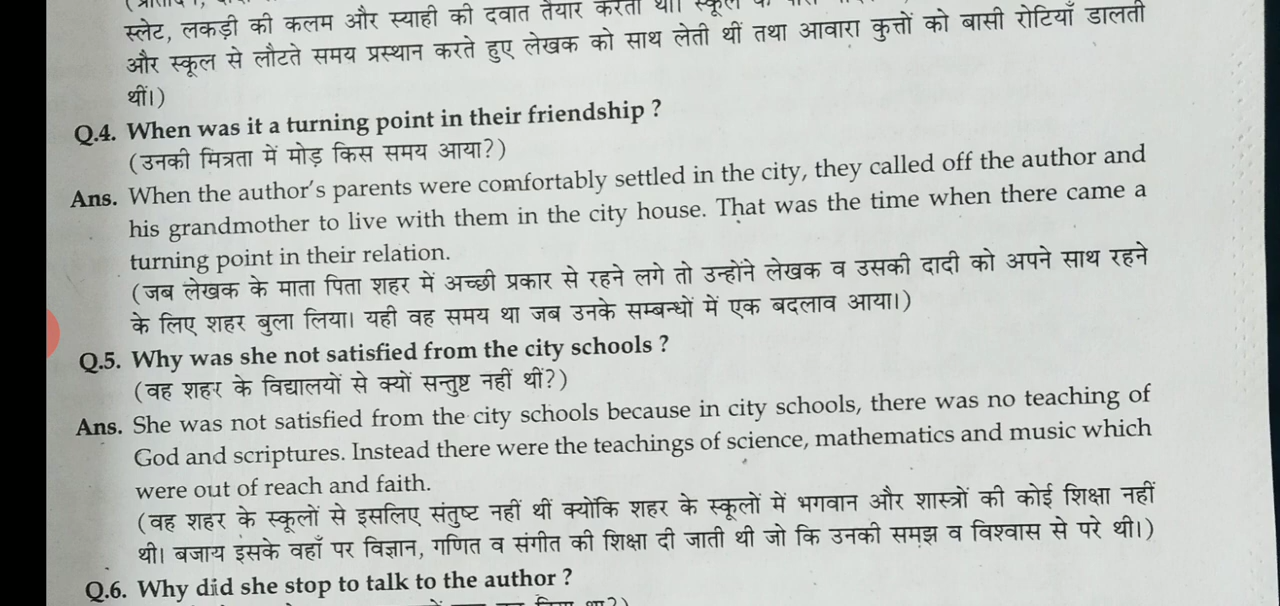 स्लेट, लकड़ी की कलम और स्याही की दवात तैयार करती थीं। स्कूल
और स्कूल से लौटते समय प्रस्थान करते हुए लेखक को साथ लेती थीं तथा आवारा कुत्तों को बासी रोटियाँ डालती
थीं।)
Q.4. When was it a turning point in their friendship ?
(उनकी मित्रता में मोड़ किस समय आया?)
Ans. When the author's parents were comfortably settled in the city, they called off the author and
his grandmother to live with them in the city house. That was the time when there came a
turning point in their relation.
(जब लेखक के माता पिता शहर में अच्छी प्रकार से रहने लगे तो उन्होंने लेखक व उसकी दादी को अपने साथ रहने
के लिए शहर बुला लिया। यही वह समय था जब उनके सम्बन्धों में एक बदलाव आया।)
Q.5. Why was she not satisfied from the city schools ?
(वह शहर के विद्यालयों से क्यों सन्तुष्ट नहीं थीं?)
Ans. She was not satisfied from the city schools because in city schools, there was no teaching of
God and scriptures. Instead there were the teachings of science, mathematics and music which
were out of reach and faith.
(वह शहर के स्कूलों से इसलिए संतुष्ट नहीं थीं क्योंकि शहर के स्कूलों में भगवान और शास्त्रों की कोई शिक्षा नहीं
थी। बजाय इसके वहाँ पर विज्ञान, गणित व संगीत की शिक्षा दी जाती थी जो कि उनकी समझ व विश्वास से परे थी।)
Q.6. Why did she stop to talk to the author ?